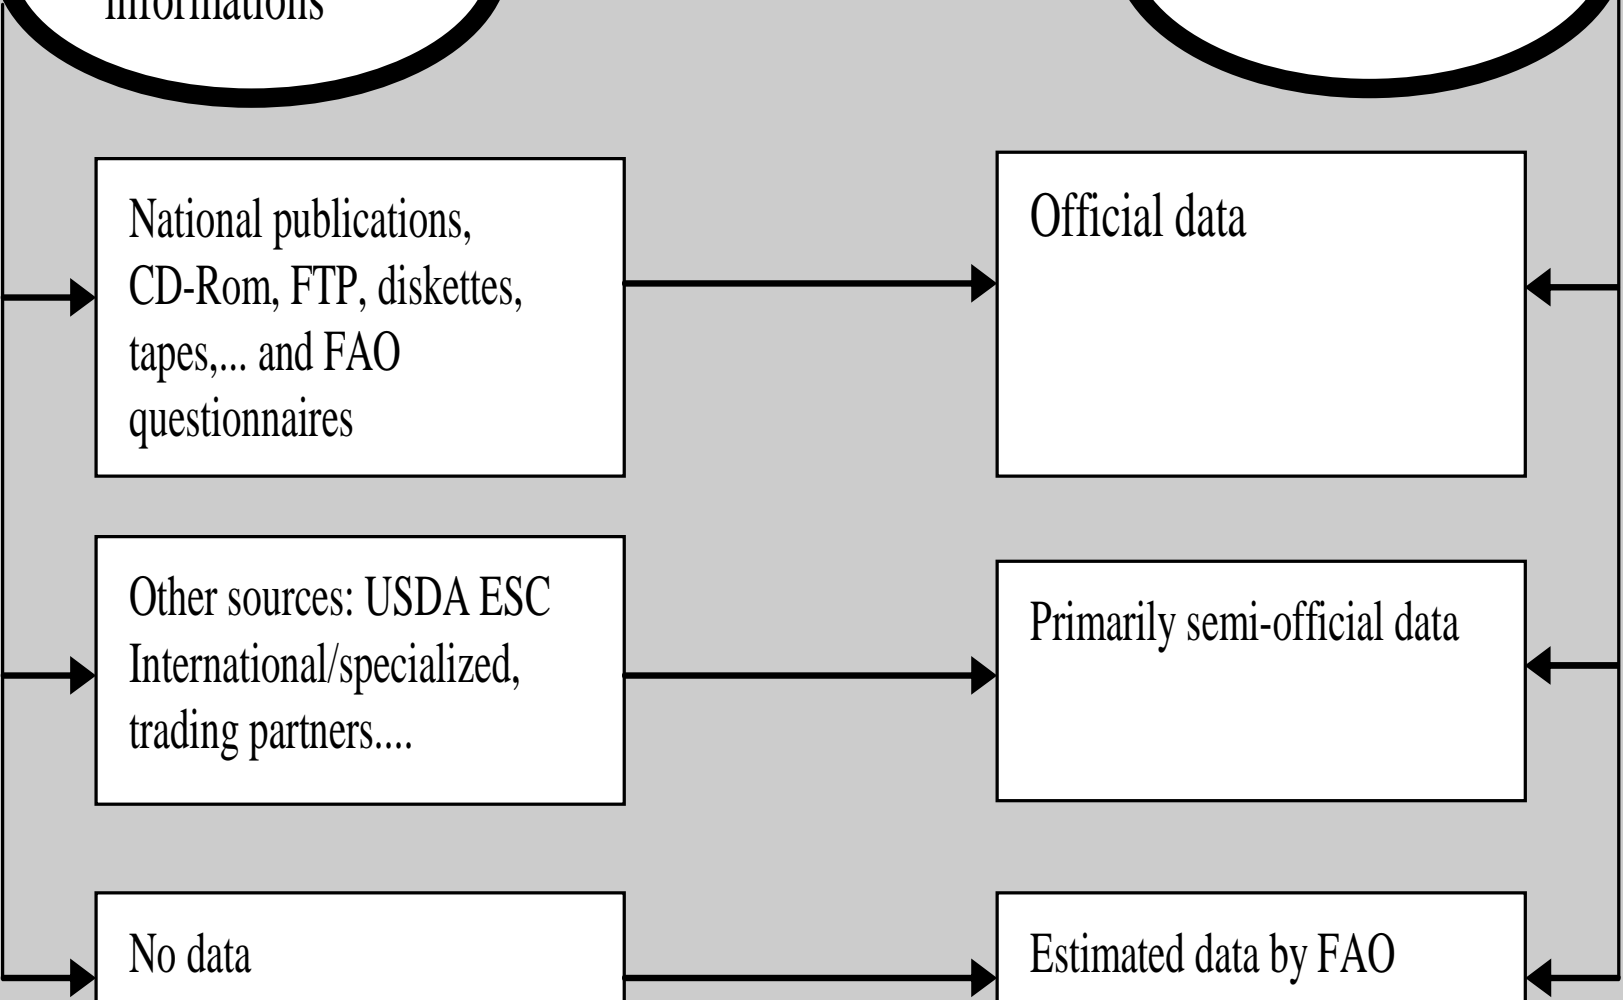 informations
National publications,
CD-Rom, FTP, diskettes,
tapes,... and FAO
questionnaires
Official data
Other sources: USDA ESC
International/specialized,
trading partners....
Primarily semi-official data
No data
Estimated data by FAO